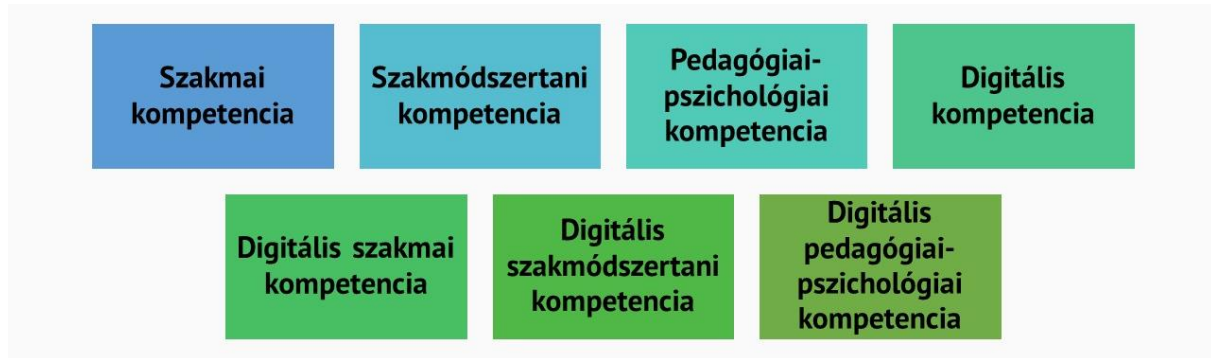 Szakmai
kompetencia
Szakmódszertani
kompetencia
Pedagógiai-
pszichológiai
kompetencia
Digitális
kompetencia
Digitális szakmai
kompetencia
Digitális
szakmódszertani
kompetencia
Digitális
pedagógiai-
pszichológiai
kompetencia